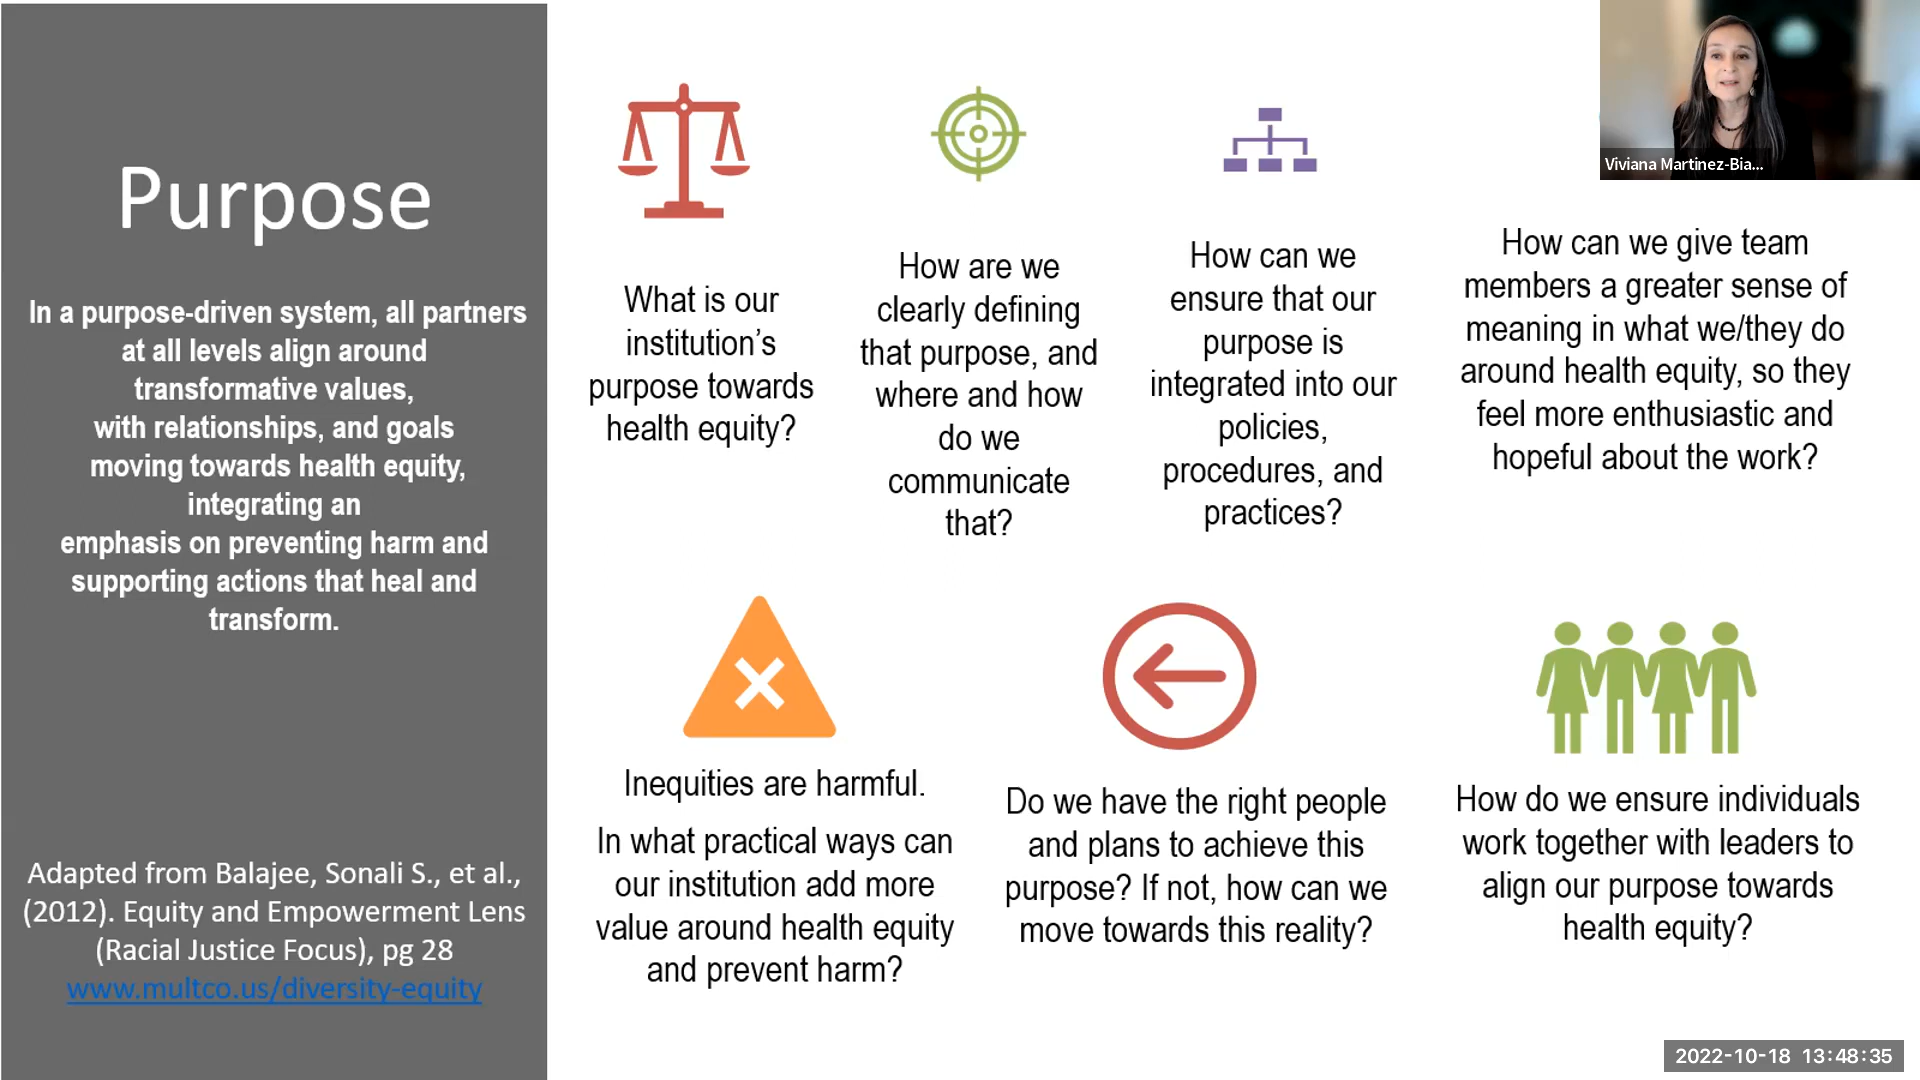 Purpose
In a purpose-driven system, all partners
at all levels align around
transformative values,
with relationships, and goals
moving towards health equity,
integrating an
emphasis on preventing harm and
supporting actions that heal and
transform.
Adapted from Balajee, Sonali S., et al.,
(2012). Equity and Empowerment Lens
(Racial Justice Focus), pg 28
www.multco.us/diversity-equity
What is our
institution’s
purpose towards
health equity?
How are we
clearly defining
that purpose, and
where and how
do we
communicate
that?
How can we
ensure that our
purpose is
integrated into our
policies,
procedures, and
practices?
How can we give team
members a greater sense of
meaning in what we/they do
around health equity, so they
feel more enthusiastic and
hopeful about the work?
Inequities are harmful.
In what practical ways can
our institution add more
value around health equity
and prevent harm?
Do we have the right people
and plans to achieve this
purpose? If not, how can we
move towards this reality?
How do we ensure individuals
work together with leaders to
align our purpose towards
health equity?
Viviana Martinez-Bia...
2022-10-18 13:48:35